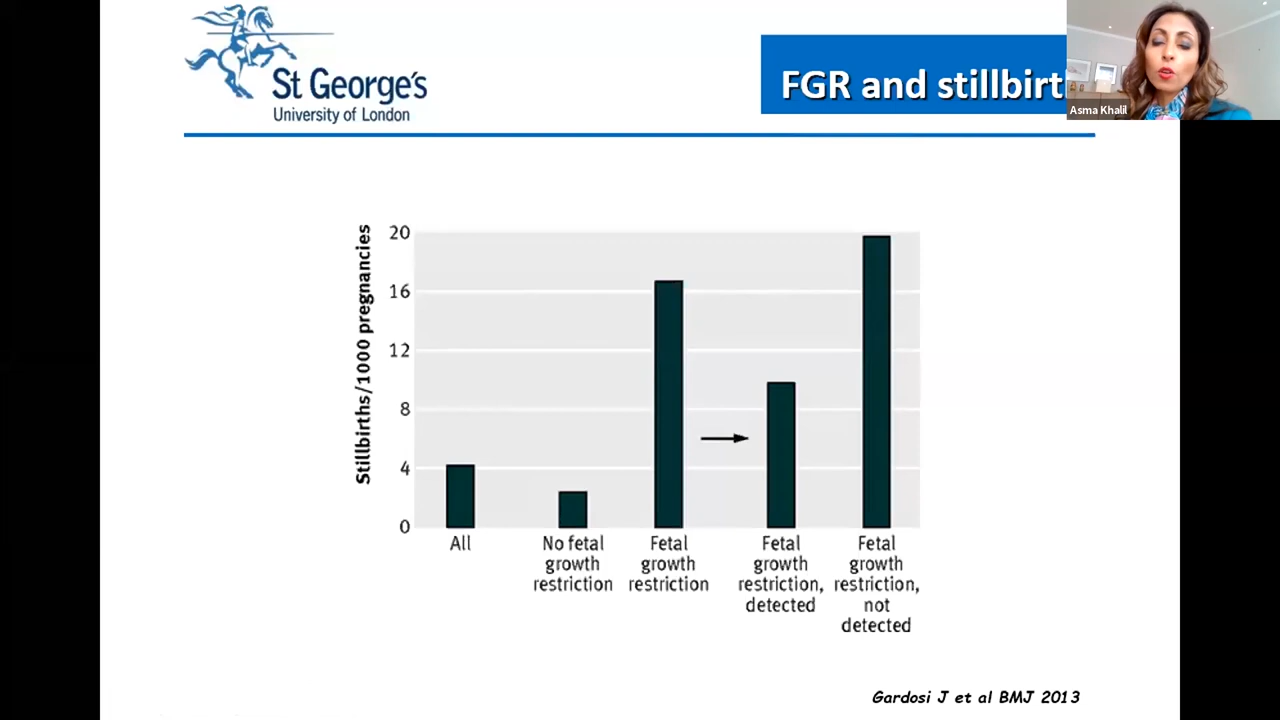 St George's
University of London
FGR and stillbirt
Asma Khalil
Stillbirths/1000 pregnancies
20
16
12
8
4
0
All
No fetal
growth
restriction
Fetal
growth
restriction
Fetal
growth
restriction,
detected
Fetal
growth
restriction,
not
detected
Gardosi J et al BMJ 2013